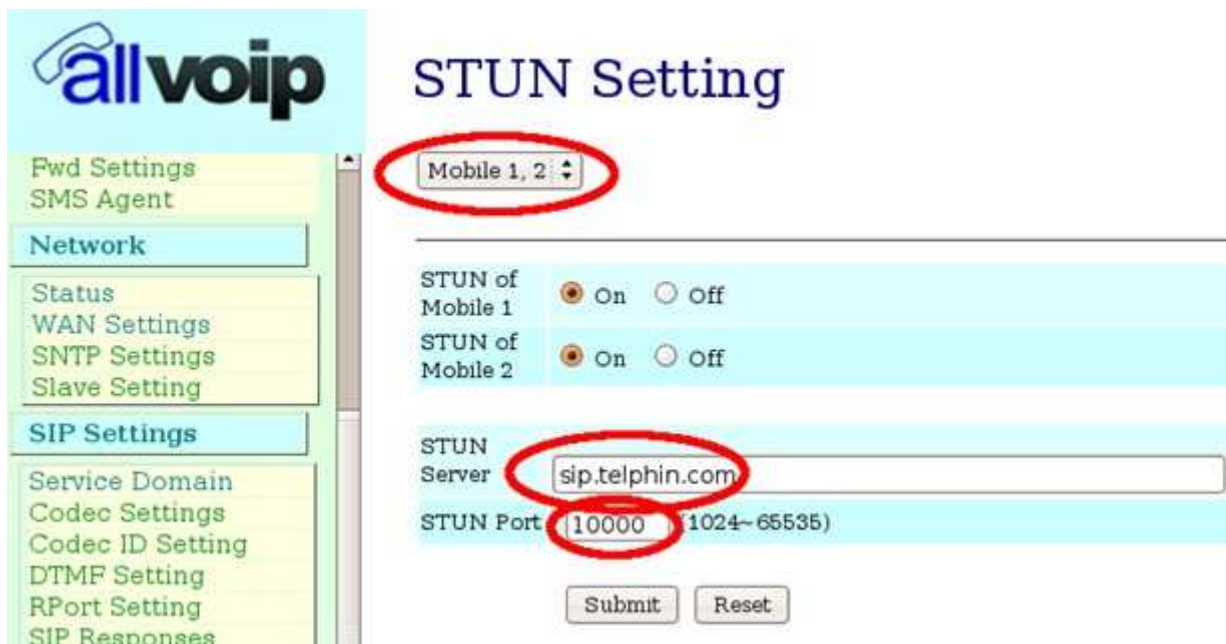 allvoip
STUN Setting
Mobile 1, 2
Fwd Settings
SMS Agent
Network
Status
WAN Settings
SNTP Settings
Slave Setting
SIP Settings
Service Domain
Codec Settings
Codec ID Setting
DTMF Setting
RPort Setting
SIP Responses
STUN of
Mobile 1
On Off
STUN of
Mobile 2
On Off
STUN
Server
sip.telphin.com
STUN Port 10000 (1024~65535)
Submit Reset